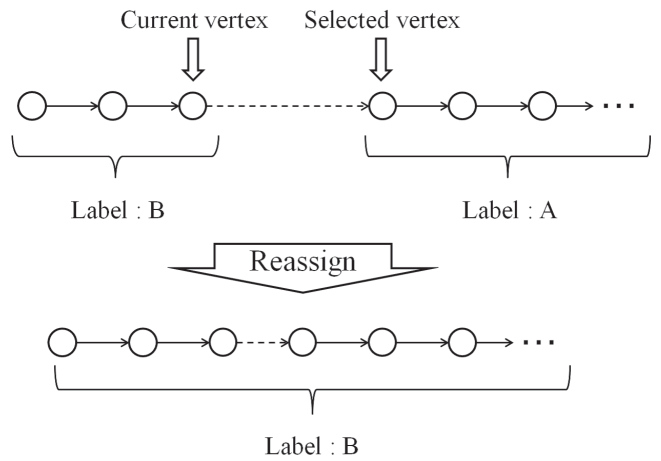 Current vertex Selected vertex
...
Label : B Label : A
Reassign
...
Label : B